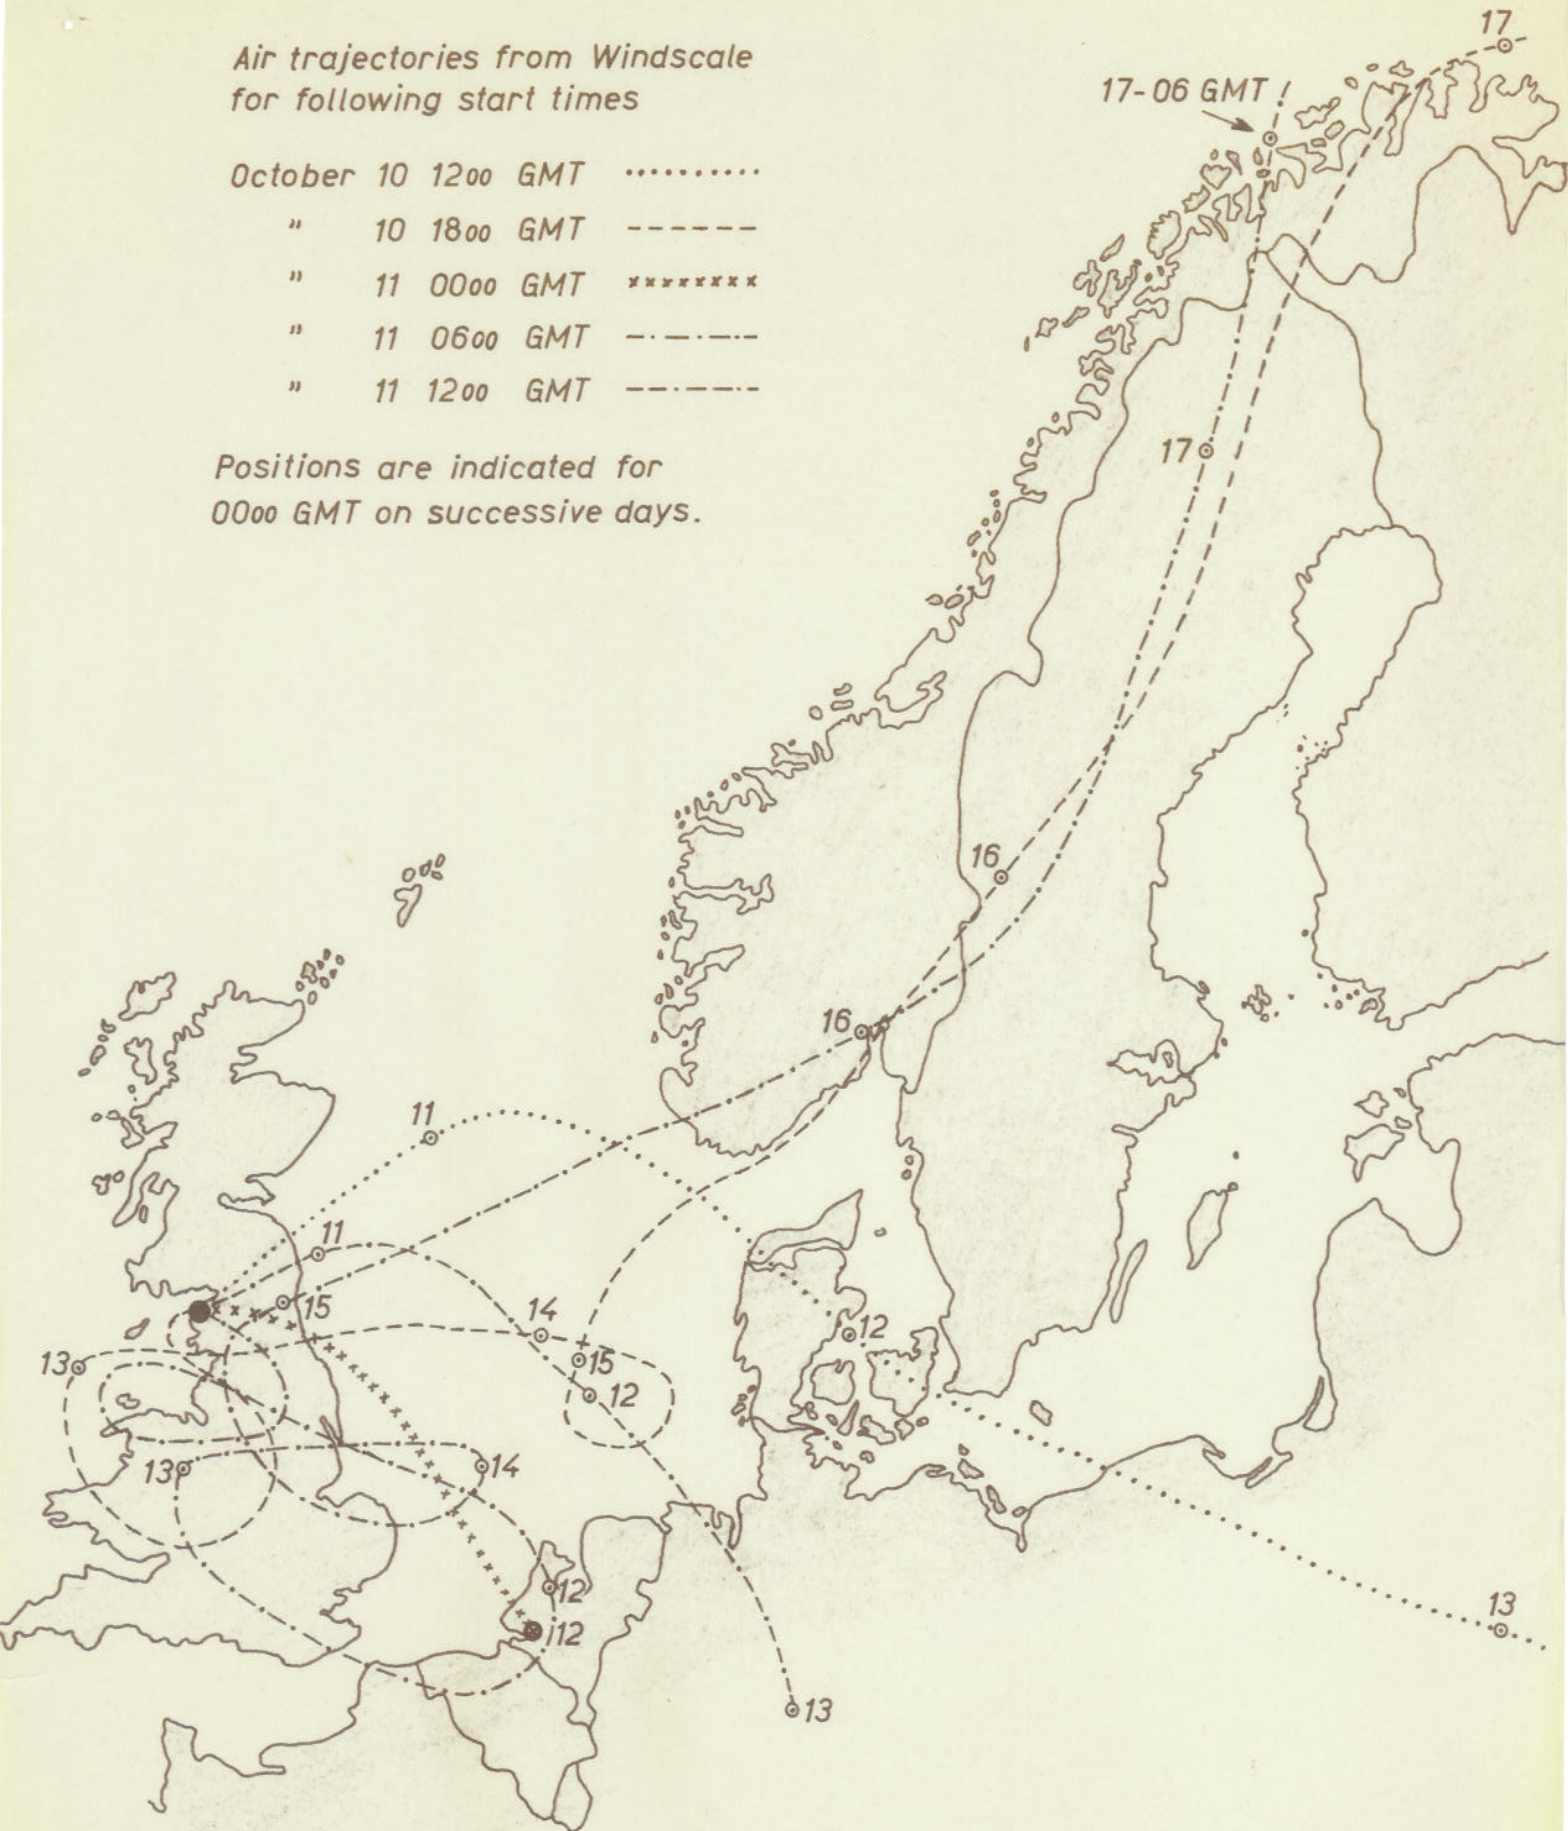 Air trajectories from Windscale
for following start times
October 10 1200 GMT ..........
" 10 1800 GMT ------
" 11 0000 GMT xxxxxxxx
" 11 0600 GMT -·-·-·-
" 11 1200 GMT --·--·-
Positions are indicated for
0000 GMT on successive days.
17
17-06 GMT
17
16
16
11
11
15
14
12
13
15
12
13
14
12
i12
13
13